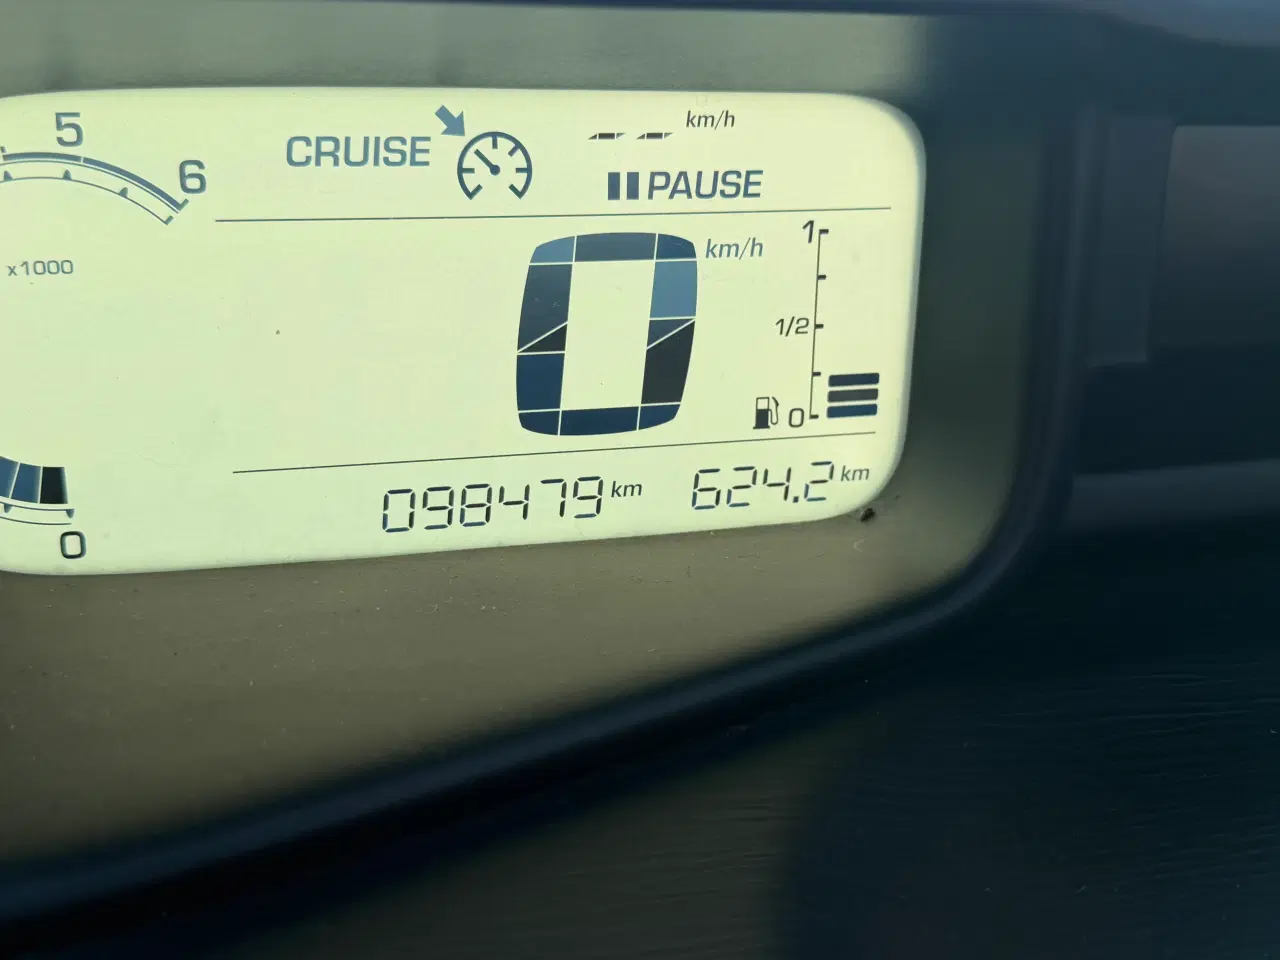 5
6
CRUISE
-- -- km/h
PAUSE
x1000
0 km/h
1
1/2
0
098479 km 624.2 km
0